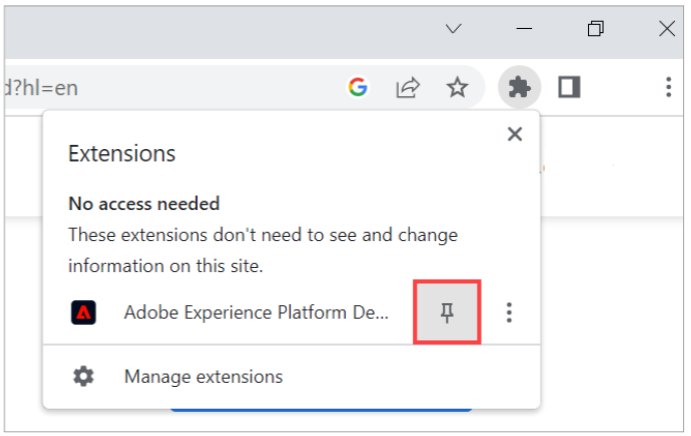 d?hl=en
Extensions
No access needed
These extensions don't need to see and change
information on this site.
Adobe Experience Platform De...
Manage extensions